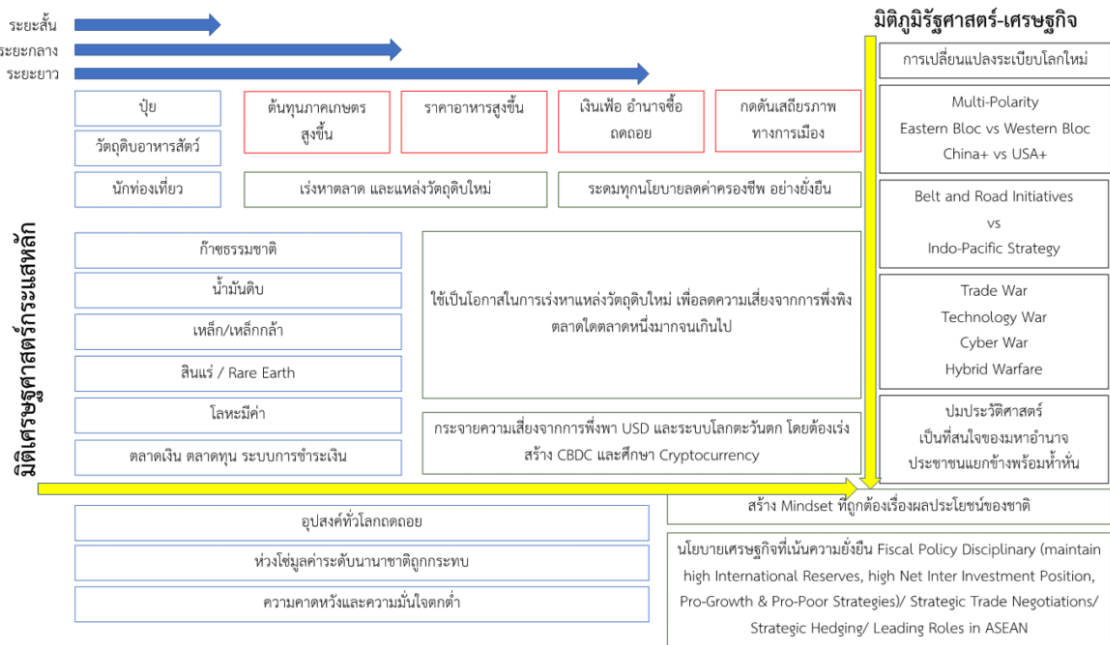 ระยะสั้น
ระยะกลาง
ระยะยาว
มิติภูมิรัฐศาสตร์-เศรษฐกิจ
การเปลี่ยนแปลงระเบียบโลกใหม่
ปุ๋ย
วัตถุดิบอาหารสัตว์
นักท่องเที่ยว
ต้นทุนภาคเกษตร
สูงขึ้น
ราคาอาหารสูงขึ้น
เงินเฟ้อ อำนาจซื้อ
ถดถอย
กดดันเสถียรภาพ
ทางการเมือง
เร่งหาตลาด และแหล่งวัตถุดิบใหม่
ระดมทุกนโยบายลดค่าครองชีพ อย่างยั่งยืน
Multi-Polarity
Eastern Bloc vs Western Bloc
China+ vs USA+
Belt and Road Initiatives
vs
Indo-Pacific Strategy
มิติเศรษฐศาสตร์กระแสหลัก
ก๊าซธรรมชาติ
น้ำมันดิบ
เหล็ก/เหล็กกล้า
สินแร่ / Rare Earth
โลหะมีค่า
ตลาดเงิน ตลาดทุน ระบบการชำระเงิน
ใช้เป็นโอกาสในการเร่งหาแหล่งวัตถุดิบใหม่ เพื่อลดความเสี่ยงจากการพึ่งพิง
ตลาดใดตลาดหนึ่งมากจนเกินไป
กระจายความเสี่ยงจากการพึ่งพา USD และระบบโลกตะวันตก โดยต้องเร่ง
สร้าง CBDC และศึกษา Cryptocurrency
Trade War
Technology War
Cyber War
Hybrid Warfare
ปมประวัติศาสตร์
เป็นที่สนใจของมหาอำนาจ
ประชาชนแยกข้างพร้อมห้ำหั่น
อุปสงค์ทั่วโลกถดถอย
ห่วงโซ่มูลค่าระดับนานาชาติถูกกระทบ
ความคาดหวังและความมั่นใจตกต่ำ
สร้าง Mindset ที่ถูกต้องเรื่องผลประโยชน์ของชาติ
นโยบายเศรษฐกิจที่เน้นความยั่งยืน Fiscal Policy Disciplinary (maintain
high International Reserves, high Net Inter Investment Position,
Pro-Growth & Pro-Poor Strategies)/ Strategic Trade Negotiations/
Strategic Hedging/ Leading Roles in ASEAN